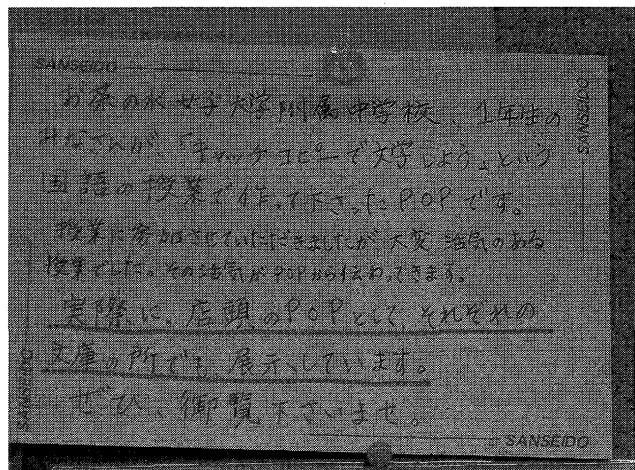 SANSEIDO
お茶の水女子大学附属中学校、1年生の
みなさんが、「キャッチコピーで文学しよう」という
国語の授業で作って下さったPOPです。
授業に参加させていただきましたが 大変 活気のある
授業でした。その活気がPOPから伝わってきます。
実際に、店頭のPOPとして、それぞれの
文庫の所でも 展示しています。
ぜひ、御覧下さいませ。
SANSEIDO
SANSEIDO
SANSEIDO